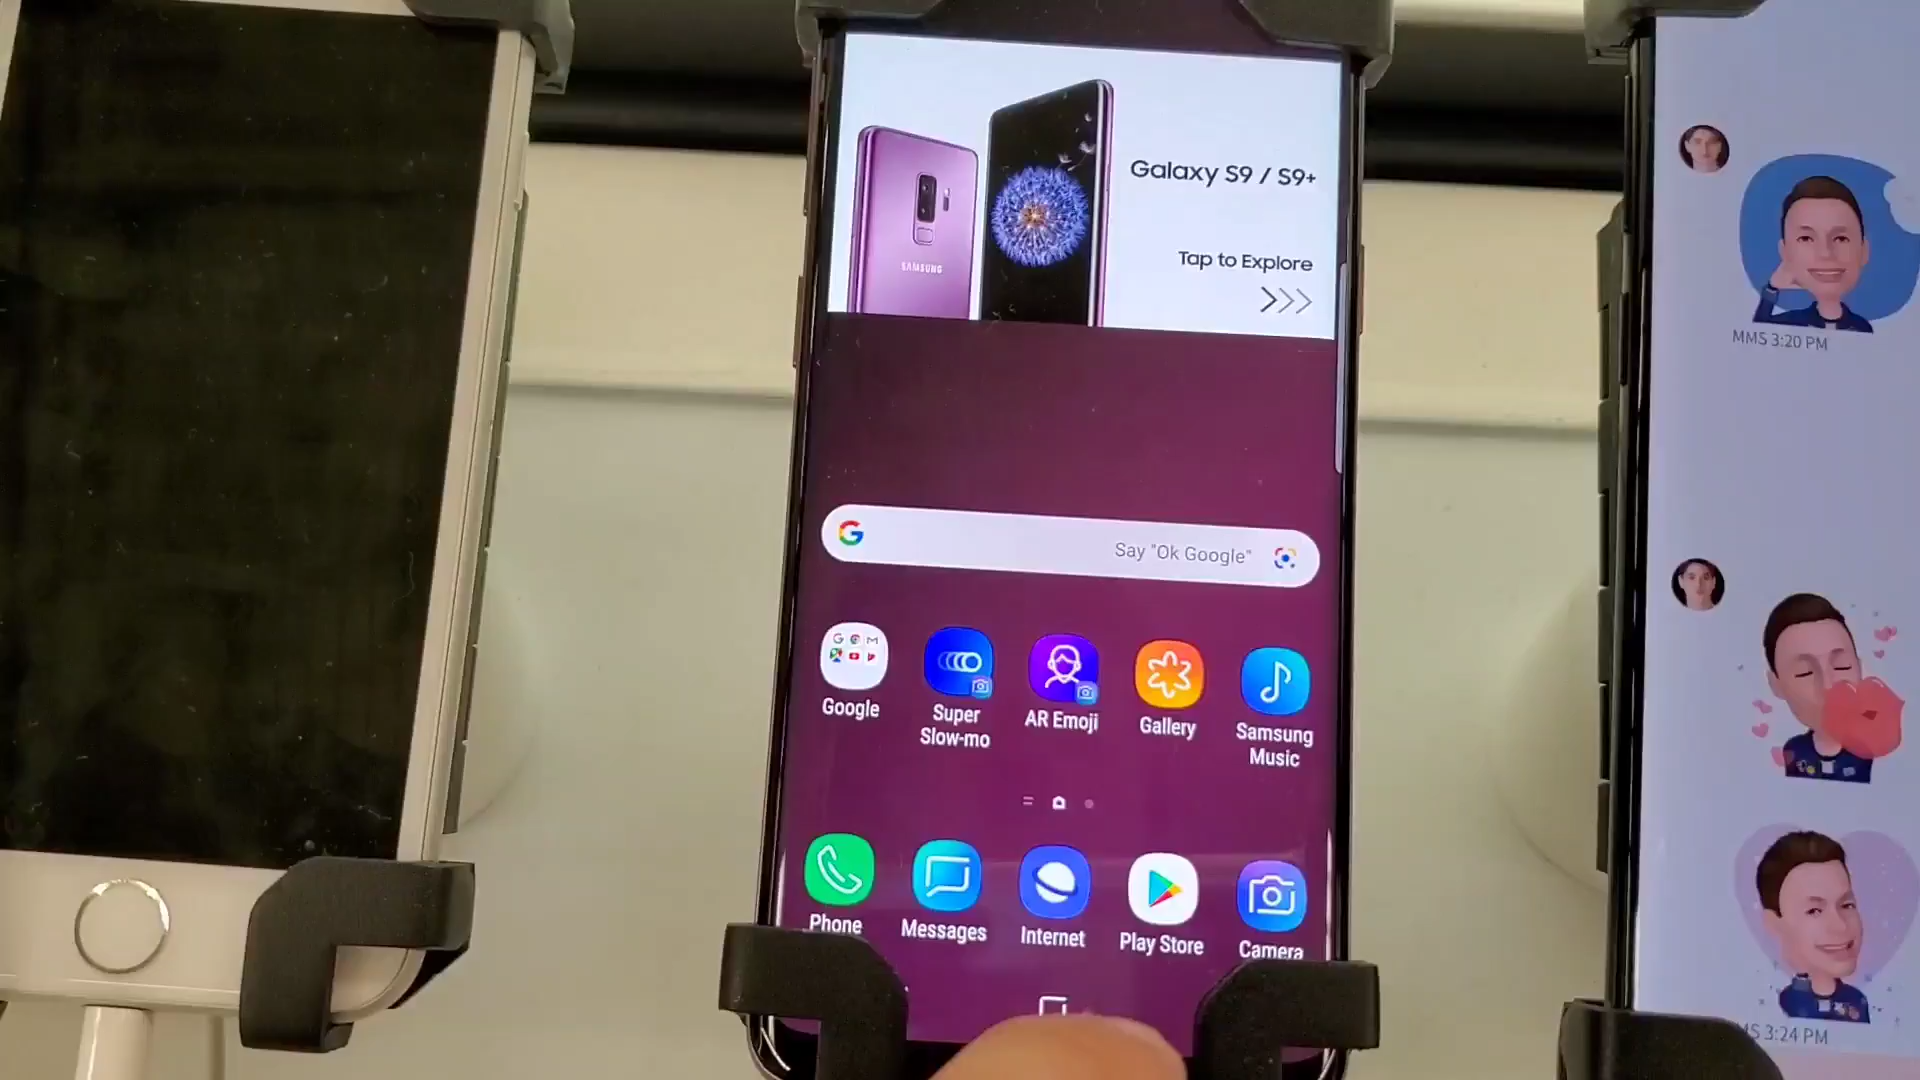 SAMSUNG
Galaxy S9 / S9+
Tap to Explore
Say "Ok Google"
Google
Super
Slow-mo
AR Emoji
Gallery
Samsung
Music
Phone
Messages
Internet
Play Store
Camera
MMS 3:20 PM
3:24 PM